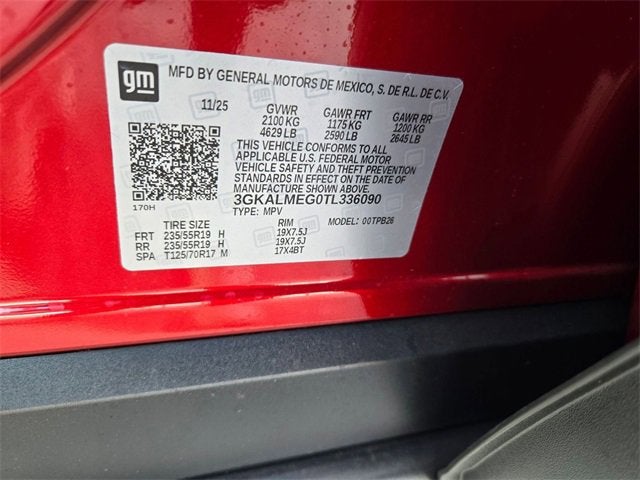 gm
MFD BY GENERAL MOTORS DE MEXICO, S. DE R.L. DE C.V.
11/25 GVWR GAWR FRT GAWR RR
2100 KG 1175 KG 1200 KG
4629 LB 2590 LB 2645 LB
THIS VEHICLE CONFORMS TO ALL
APPLICABLE U.S. FEDERAL MOTOR
VEHICLE SAFETY AND THEFT PREVENTION
STANDARDS IN EFFECT ON THE DATE OF
MANUFACTURE SHOWN ABOVE.
170H 3GKALMEG0TL336090
TYPE: MPV MODEL: 00TPB26
TIRE SIZE RIM
FRT 235/55R19 H 19X7.5J
RR 235/55R19 H 19X7.5J
SPA T125/70R17 M 17X4BT